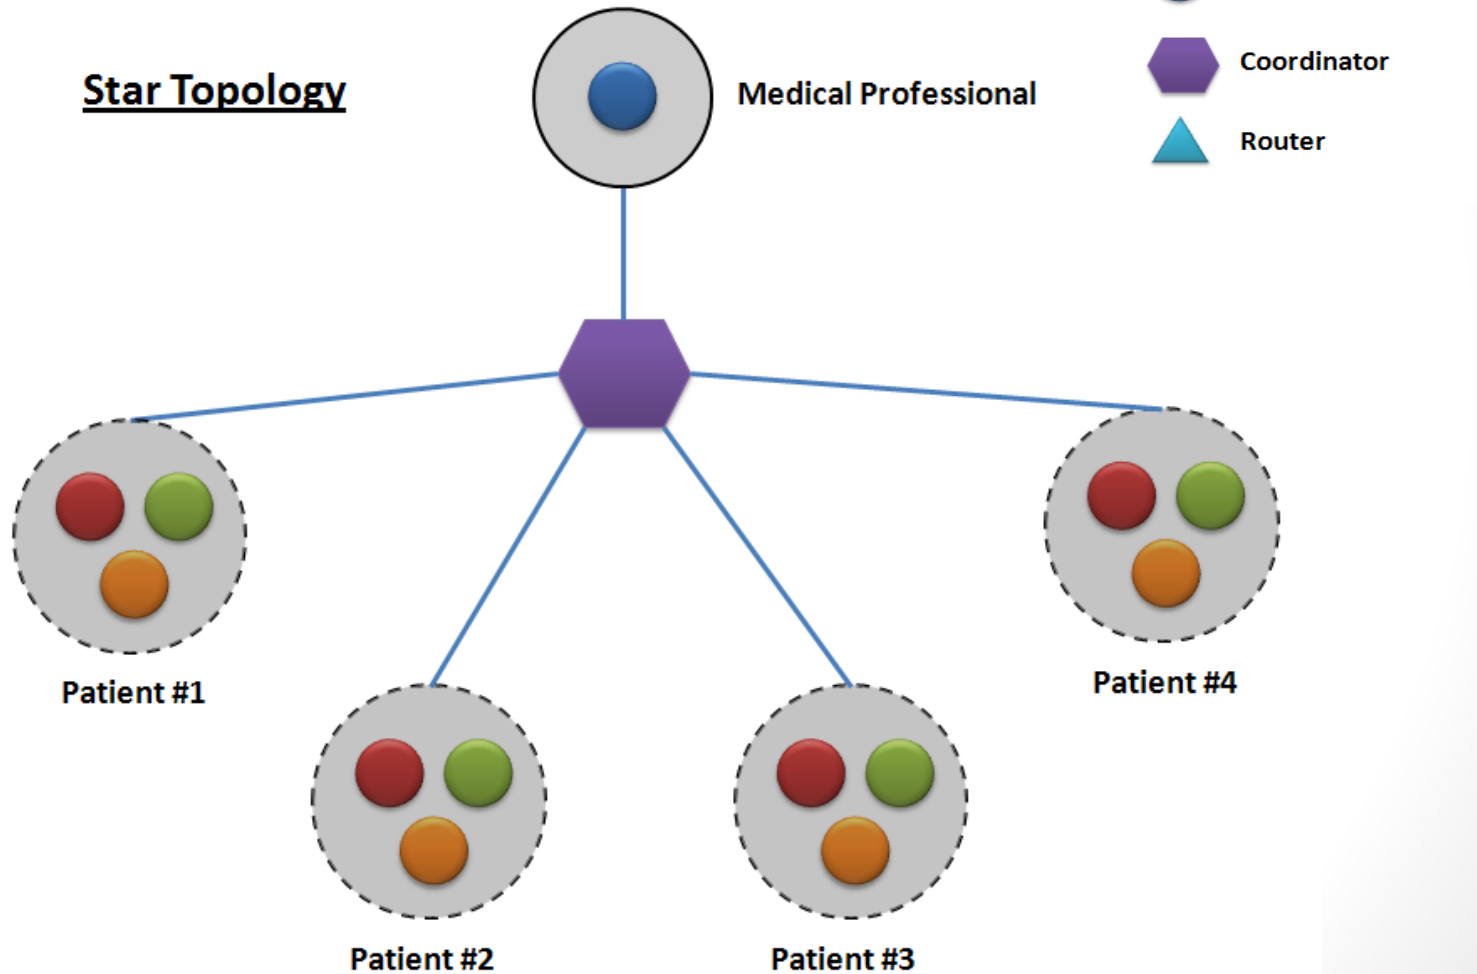 Star Topology
Medical Professional
Coordinator
Router
Patient #1
Patient #4
Patient #2
Patient #3